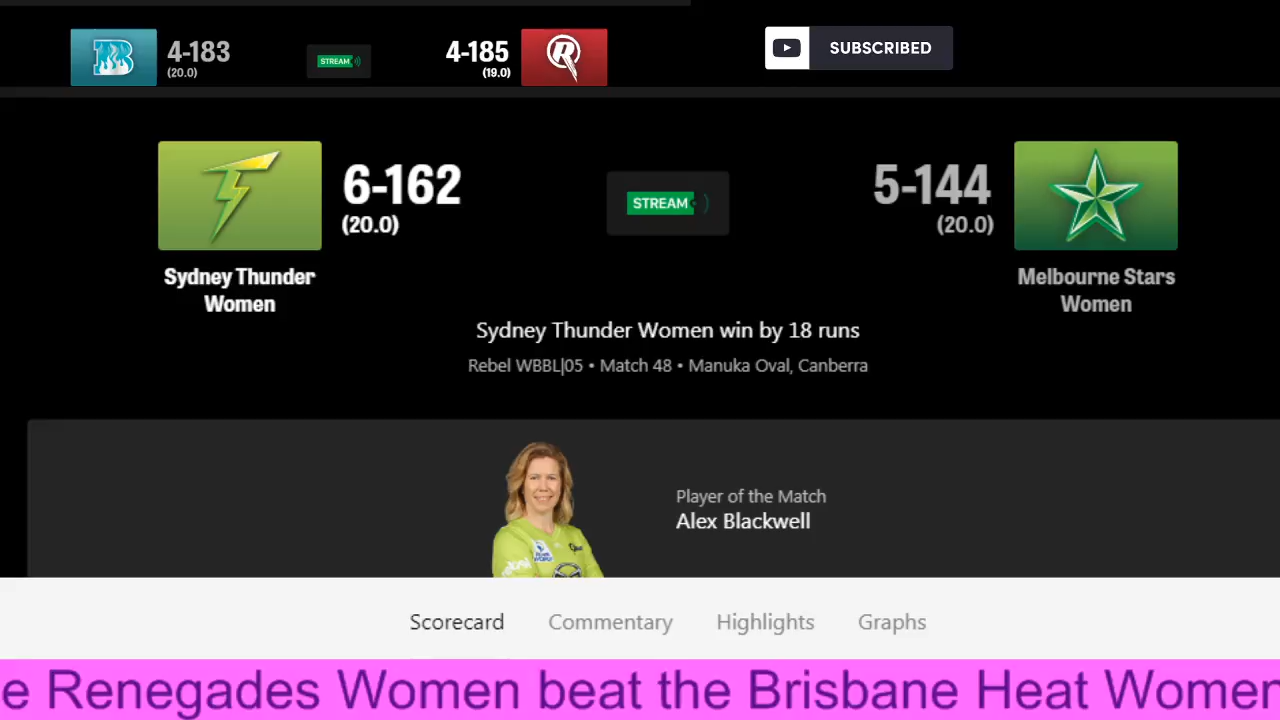 B 4-183 (20.0)
STREAM
4-185 (19.0) R
SUBSCRIBED
6-162
(20.0)
STREAM
5-144
(20.0)
Sydney Thunder
Women
Melbourne Stars
Women
Sydney Thunder Women win by 18 runs
Rebel WBBL|05 • Match 48 • Manuka Oval, Canberra
Player of the Match
Alex Blackwell
rebel
Scorecard Commentary Highlights Graphs
e Renegades Women beat the Brisbane Heat Women